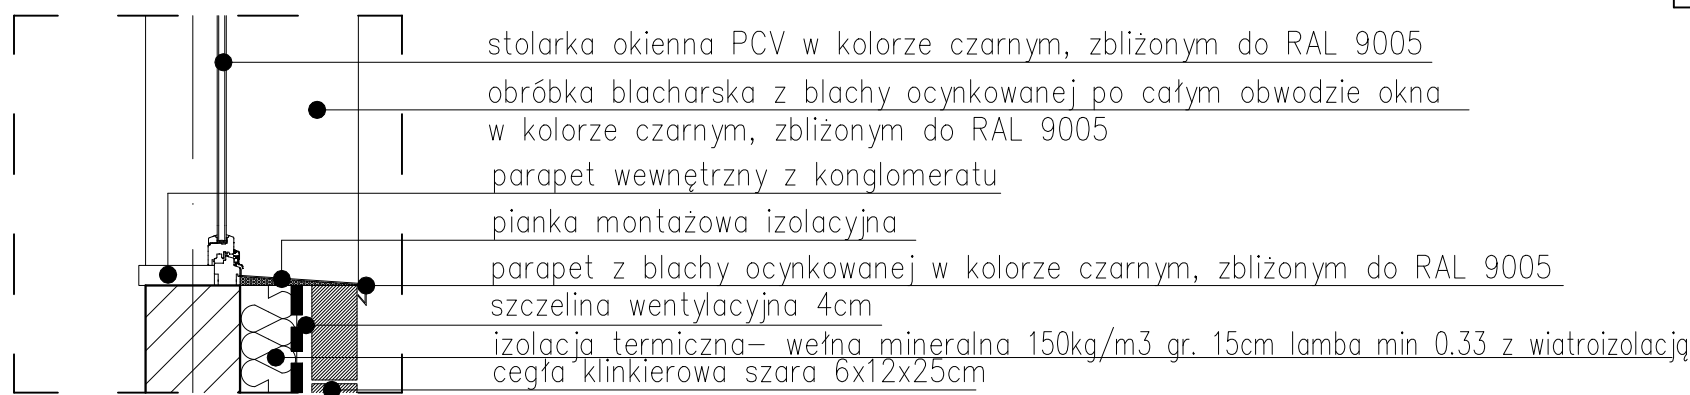 stolarka okienna PCV w kolorze czarnym, zbliżonym do RAL 9005
obróbka blacharska z blachy ocynkowanej po całym obwodzie okna
w kolorze czarnym, zbliżonym do RAL 9005
parapet wewnętrzny z konglomeratu
pianka montażowa izolacyjna
parapet z blachy ocynkowanej w kolorze czarnym, zbliżonym do RAL 9005
szczelina wentylacyjna 4cm
izolacja termiczna– wełna mineralna 150kg/m3 gr. 15cm lamba min 0.33 z wiatroizolacją
cegła klinkierowa szara 6x12x25cm